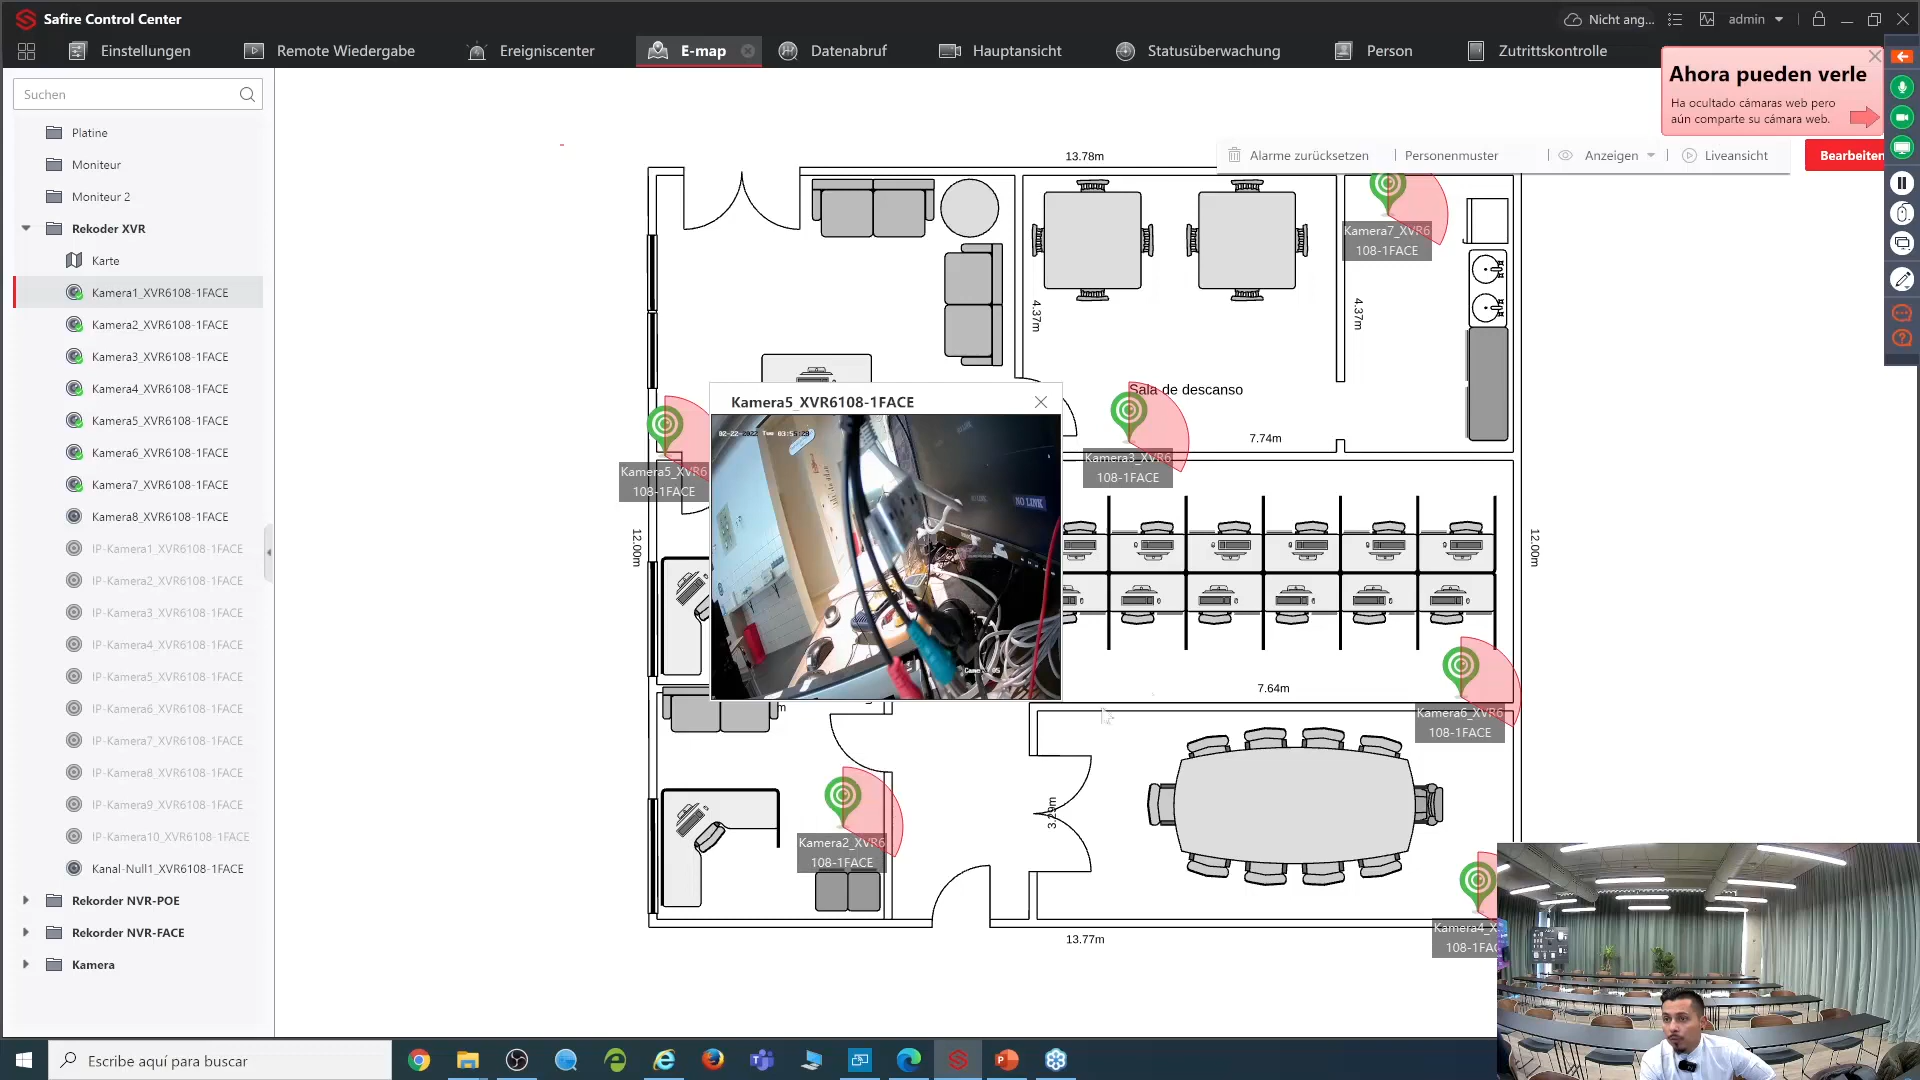 Safire Control Center
Nicht ang...
admin
Einstellungen
Remote Wiedergabe
Ereigniscenter
E-map
Datenabruf
Hauptansicht
Statusüberwachung
Person
Zutrittskontrolle
Ahora pueden verle
Ha ocultado cámaras web pero
aún comparte su cámara web.
Suchen
Alarme zurücksetzen
Personenmuster
Anzeigen
Liveansicht
Bearbeiten
Platine
Moniteur
Moniteur 2
Rekoder XVR
Karte
Kamera1_XVR6108-1FACE
Kamera2_XVR6108-1FACE
Kamera3_XVR6108-1FACE
Kamera4_XVR6108-1FACE
Kamera5_XVR6108-1FACE
Kamera6_XVR6108-1FACE
Kamera7_XVR6108-1FACE
Kamera8_XVR6108-1FACE
IP-Kamera1_XVR6108-1FACE
IP-Kamera2_XVR6108-1FACE
IP-Kamera3_XVR6108-1FACE
IP-Kamera4_XVR6108-1FACE
IP-Kamera5_XVR6108-1FACE
IP-Kamera6_XVR6108-1FACE
IP-Kamera7_XVR6108-1FACE
IP-Kamera8_XVR6108-1FACE
IP-Kamera9_XVR6108-1FACE
IP-Kamera10_XVR6108-1FACE
Kanal-Null1_XVR6108-1FACE
Rekorder NVR-POE
Rekorder NVR-FACE
Kamera
13.78m
Kamera7_XVR6
108-1FACE
4.37m
4.37m
Sala de descanso
7.74m
Kamera5_XVR6108-1FACE
NO LINK
Kamera5_XVR6
108-1FACE
Kamera3_XVR6
108-1FACE
12.00m
12.00m
7.64m
Kamera6_XVR6
108-1FACE
3.29m
Kamera2_XVR6
108-1FACE
Kamera4_X
108-1FAC
13.77m
Escribe aquí para buscar